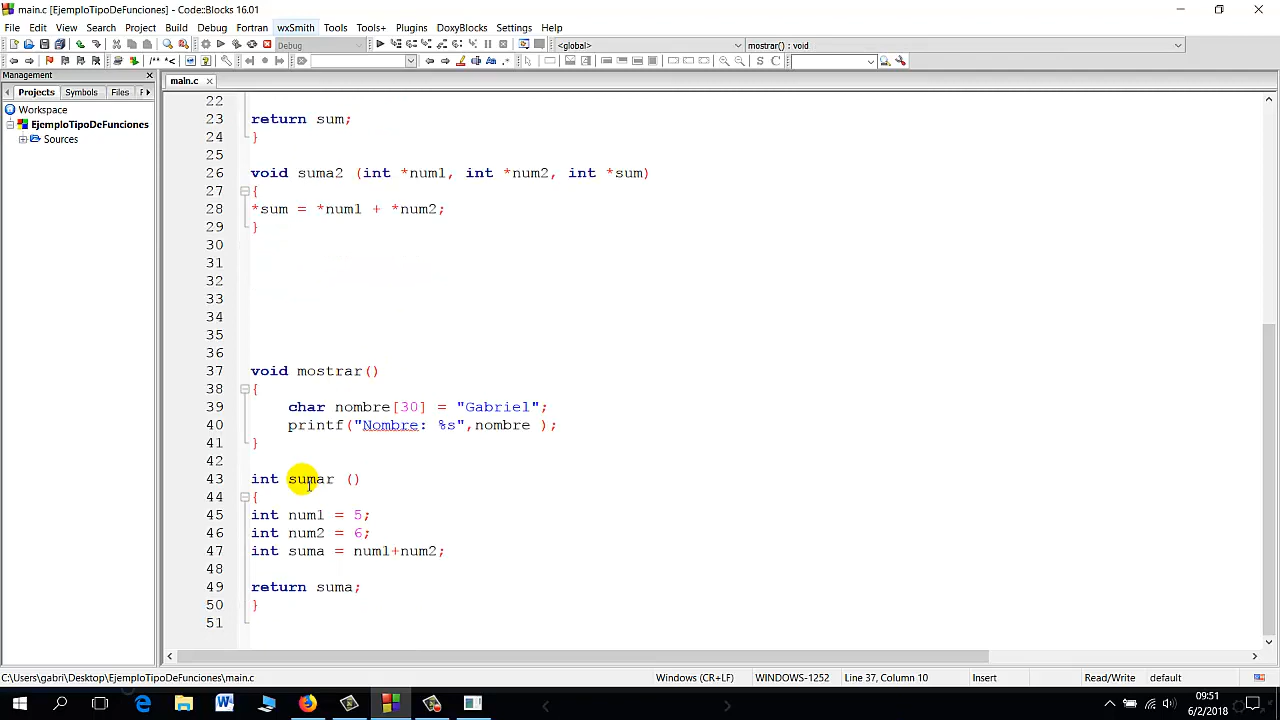 main.c [EjemploTipoDeFunciones] - Code::Blocks 16.01
File Edit View Search Project Build Debug Fortran wxSmith Tools Tools+ Plugins DoxyBlocks Settings Help
Debug <global> mostrar() : void
Management
main.c
Projects Symbols Files
Workspace
EjemploTipoDeFunciones
Sources
22
23 return sum;
24 }
25
26 void suma2 (int *num1, int *num2, int *sum)
27 {
28 *sum = *num1 + *num2;
29 }
30
31
32
33
34
35
36
37 void mostrar()
38 {
39 char nombre[30] = "Gabriel";
40 printf("Nombre: %s",nombre );
41 }
42
43 int sumar ()
44 {
45 int num1 = 5;
46 int num2 = 6;
47 int suma = num1+num2;
48
49 return suma;
50 }
51
C:\Users\gabri\Desktop\EjemploTipoDeFunciones\main.c Windows (CR+LF) WINDOWS-1252 Line 37, Column 10 Insert Read/Write default
09:51
6/2/2018